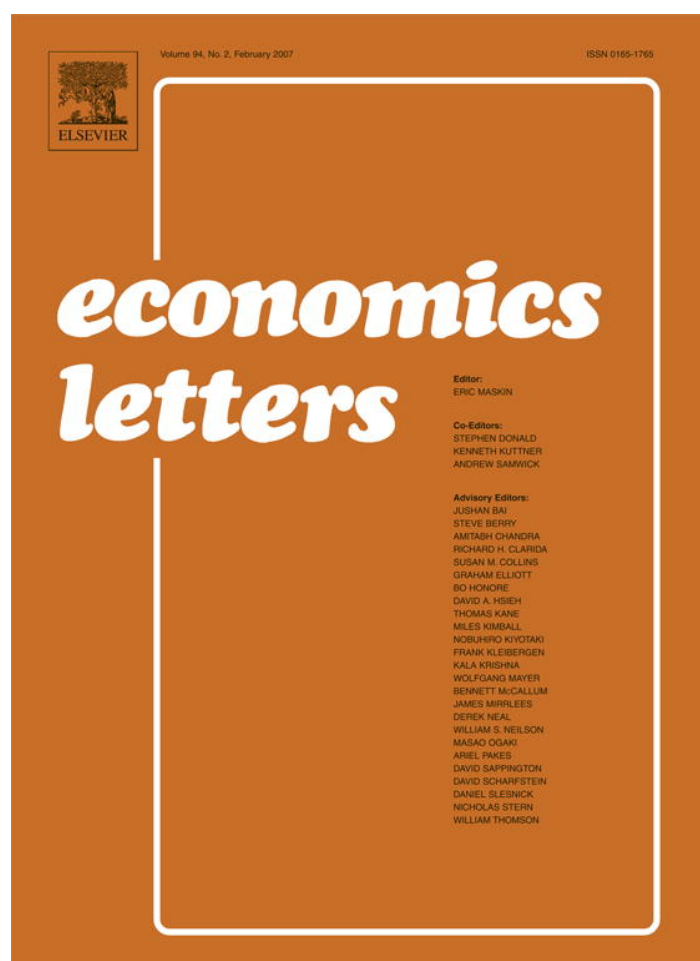 Volume 94, No. 2, February 2007
ISSN 0165-1765
ELSEVIER
economics
letters
Editor:
ERIC MASKIN
Co-Editors:
STEPHEN DONALD
KENNETH KUTTNER
ANDREW SAMWICK
Advisory Editors:
JUSHAN BAI
STEVE BERRY
AMITABH CHANDRA
RICHARD H. CLARIDA
SUSAN M. COLLINS
GRAHAM ELLIOTT
BO HONORE
DAVID A. HSIEH
THOMAS KANE
MILES KIMBALL
NOBUHIRO KIYOTAKI
FRANK KLEIBERGEN
KALA KRISHNA
WOLFGANG MAYER
BENNETT McCALLUM
JAMES MIRRLEES
DEREK NEAL
WILLIAM S. NEILSON
MASAO OGAKI
ARIEL PAKES
DAVID SAPPINGTON
DAVID SCHARFSTEIN
DANIEL SLESNICK
NICHOLAS STERN
WILLIAM THOMSON